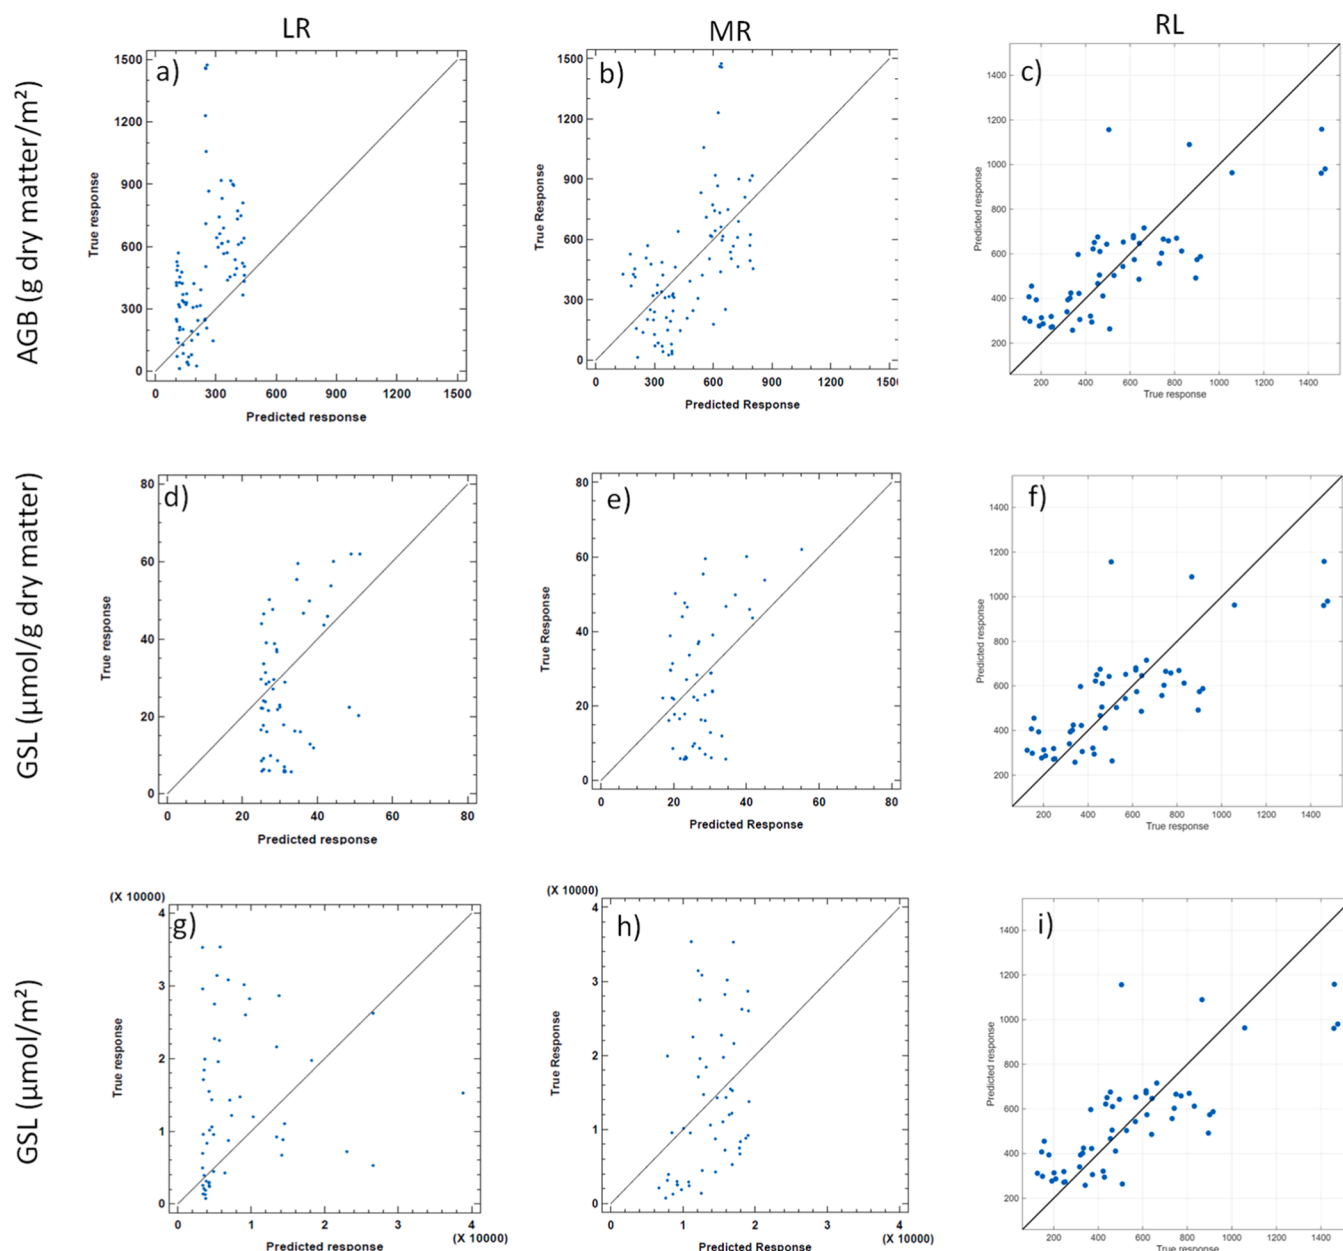 LR
MR
RL
AGB (g dry matter/m²)
a)
True response
1500
1200
900
600
300
0
0 300 600 900 1200 1500
Predicted response
b)
True Response
1500
1200
900
600
300
0
0 300 600 900 1200 150
Predicted Response
c)
Predicted response
1400
1200
1000
800
600
400
200
200 400 600 800 1000 1200 1400
True response
GSL (µmol/g dry matter)
d)
True response
80
60
40
20
0
0 20 40 60 80
Predicted response
e)
True Response
80
60
40
20
0
0 20 40 60 80
Predicted Response
f)
Predicted response
1400
1200
1000
800
600
400
200
200 400 600 800 1000 1200 1400
True response
GSL (µmol/m²)
(X 10000)
g)
True response
4
3
2
1
0
0 1 2 3 4
(X 10000)
Predicted response
(X 10000)
h)
True Response
4
3
2
1
0
0 1 2 3 4
Predicted Response (X 10000)
i)
Predicted response
1400
1200
1000
800
600
400
200
200 400 600 800 1000 1200 1400
True response